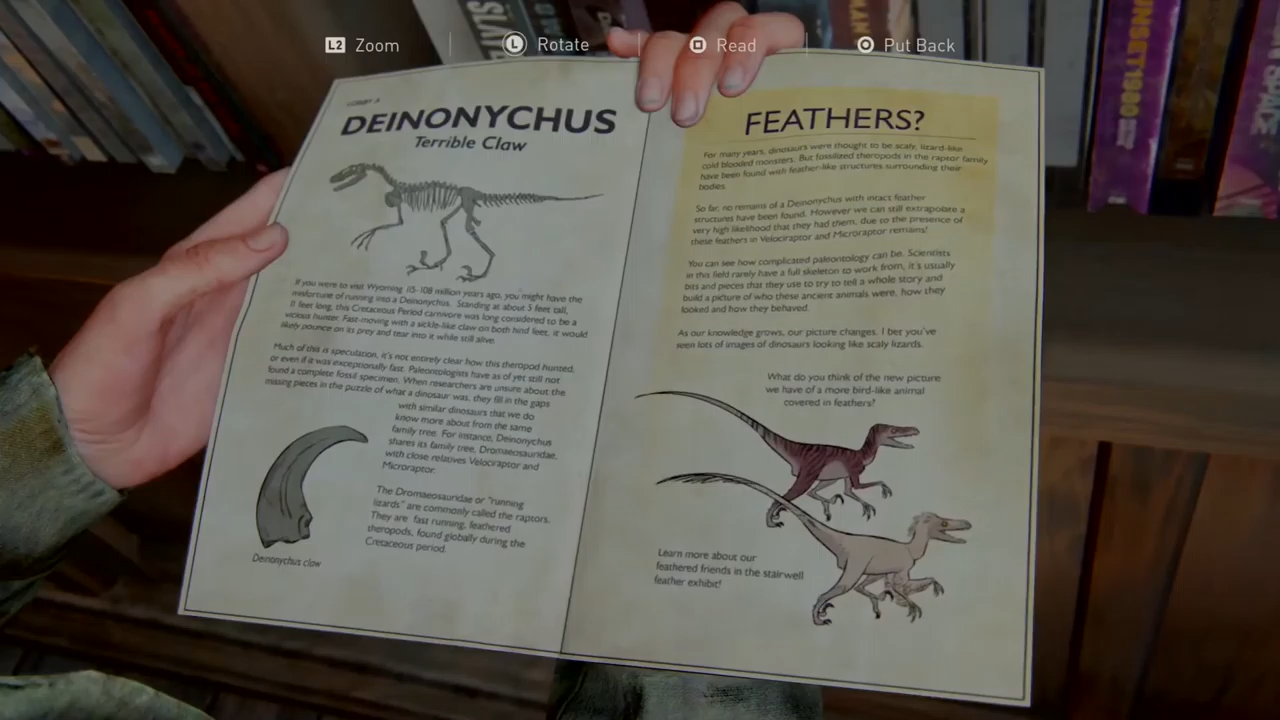 L2 Zoom
L Rotate
Read
Put Back
LOBBY A
DEINONYCHUS
Terrible Claw
If you were to visit Wyoming 115-108 million years ago, you might have the
misfortune of running into a Deinonychus. Standing at about 5 feet tall,
11 feet long, this Cretaceous Period carnivore was long considered to be a
vicious hunter. Fast-moving with a sickle-like claw on both hind feet, it would
likely pounce on its prey and tear into it while still alive.
Much of this is speculation, it's not entirely clear how this theropod hunted,
or even if it was exceptionally fast. Paleontologists have as of yet still not
found a complete fossil specimen. When researchers are unsure about the
missing pieces in the puzzle of what a dinosaur was, they fill in the gaps
with similar dinosaurs that we do
know more about from the same
family tree. For instance, Deinonychus
shares its family tree, Dromaeosauridae,
with close relatives Velociraptor and
Microraptor.
The Dromaeosauridae or "running
lizards" are commonly called the raptors.
They are fast running, feathered
theropods, found globally during the
Cretaceous period.
Deinonychus claw
FEATHERS?
For many years, dinosaurs were thought to be scaly, lizard-like
cold blooded monsters. But fossilized theropods in the raptor family
have been found with feather-like structures surrounding their
bodies.
So far, no remains of a Deinonychus with intact feather
structures have been found. However we can still extrapolate a
very high likelihood that they had them, due to the presence of
these feathers in Velociraptor and Microraptor remains!
You can see how complicated paleontology can be. Scientists
in this field rarely have a full skeleton to work from, it's usually
bits and pieces that they use to try to tell a whole story and
build a picture of who these ancient animals were, how they
looked and how they behaved.
As our knowledge grows, our picture changes. I bet you've
seen lots of images of dinosaurs looking like scaly lizards.
What do you think of the new picture
we have of a more bird-like animal
covered in feathers?
Learn more about our
feathered friends in the stairwell
feather exhibit!